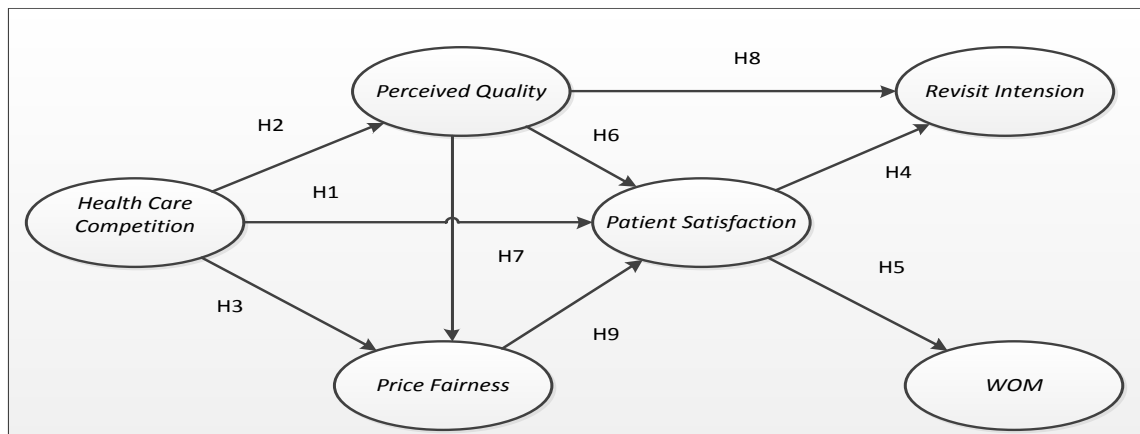 H8
Perceived Quality
Revisit Intension
H2
H6
H4
H1
Health Care
Competition
Patient Satisfaction
H7
H5
H3
H9
Price Fairness
WOM